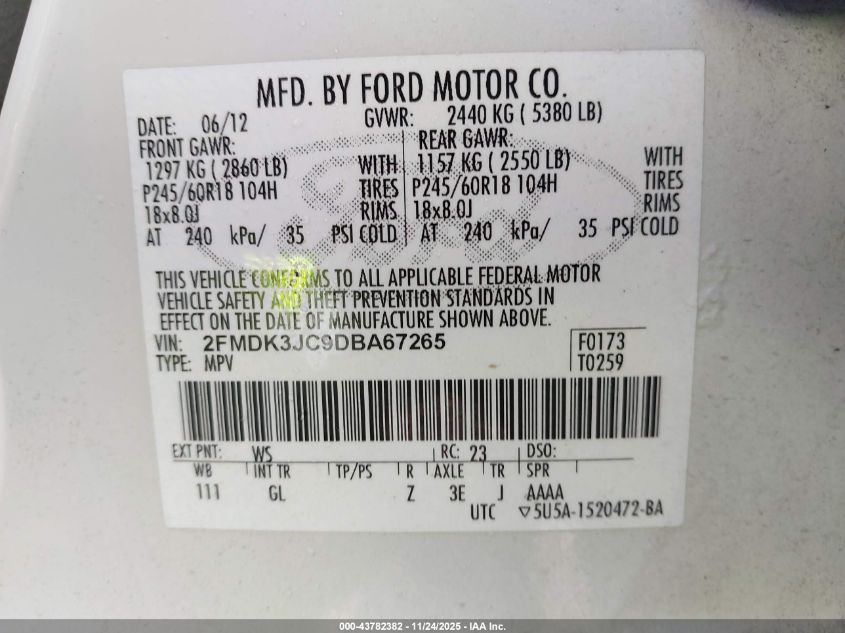 MFD. BY FORD MOTOR CO.
DATE: 06/12 GVWR: 2440 KG ( 5380 LB)
FRONT GAWR: REAR GAWR:
1297 KG ( 2860 LB) WITH 1157 KG ( 2550 LB) WITH
P245/60R18 104H TIRES P245/60R18 104H TIRES
18x8.0J RIMS 18x8.0J RIMS
AT 240 kPa/ 35 PSI COLD AT 240 kPa/ 35 PSI COLD
Ford
THIS VEHICLE CONFORMS TO ALL APPLICABLE FEDERAL MOTOR
VEHICLE SAFETY AND THEFT PREVENTION STANDARDS IN
EFFECT ON THE DATE OF MANUFACTURE SHOWN ABOVE.
VIN: 2FMDK3JC9DBA67265 F0173
TYPE: MPV T0259
EXT PNT: WS RC: 23 DSO:
WB INT TR TP/PS R AXLE TR SPR
111 GL Z 3E J AAAA
UTC ▽5U5A-1520472-BA
000-43782382 - 11/24/2025 - IAA Inc.